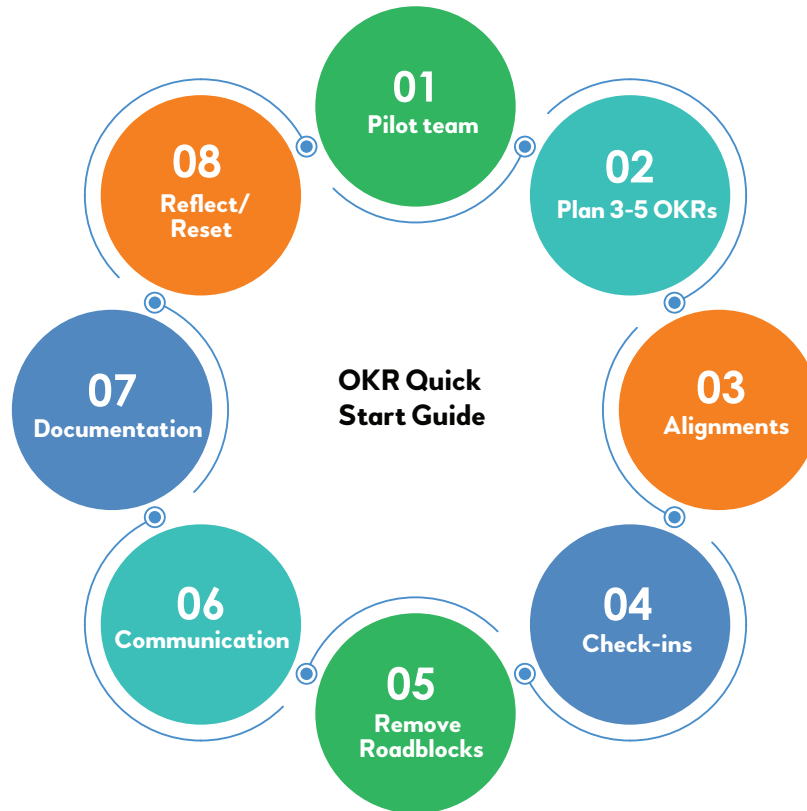 01
Pilot team
02
Plan 3-5 OKRs
03
Alignments
04
Check-ins
05
Remove
Roadblocks
06
Communication
07
Documentation
08
Reflect/
Reset
OKR Quick
Start Guide